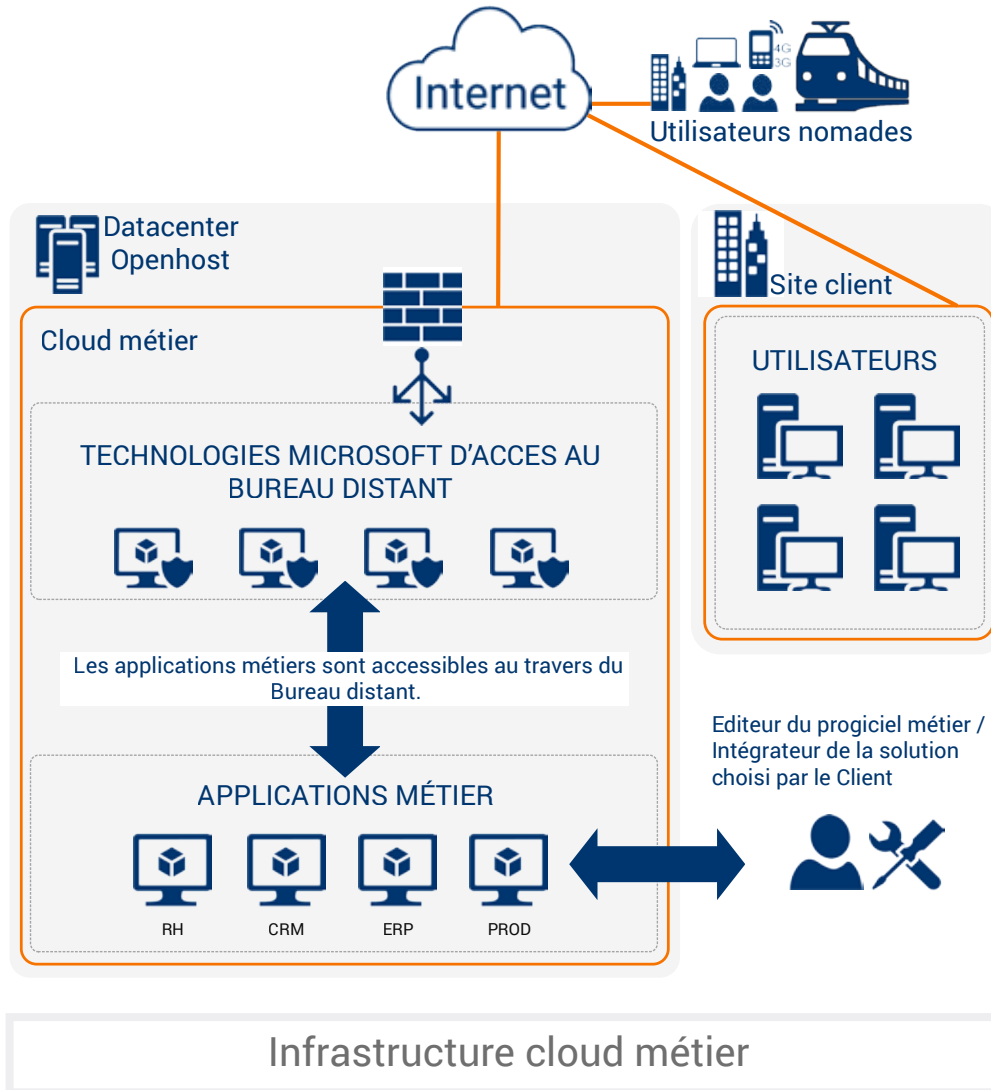 Internet
4G
3G
Utilisateurs nomades
Datacenter
Openhost
Site client
Cloud métier
UTILISATEURS
TECHNOLOGIES MICROSOFT D’ACCES AU
BUREAU DISTANT
Les applications métiers sont accessibles au travers du
Bureau distant.
Editeur du progiciel métier /
Intégrateur de la solution
choisi par le Client
APPLICATIONS MÉTIER
RH
CRM
ERP
PROD
Infrastructure cloud métier